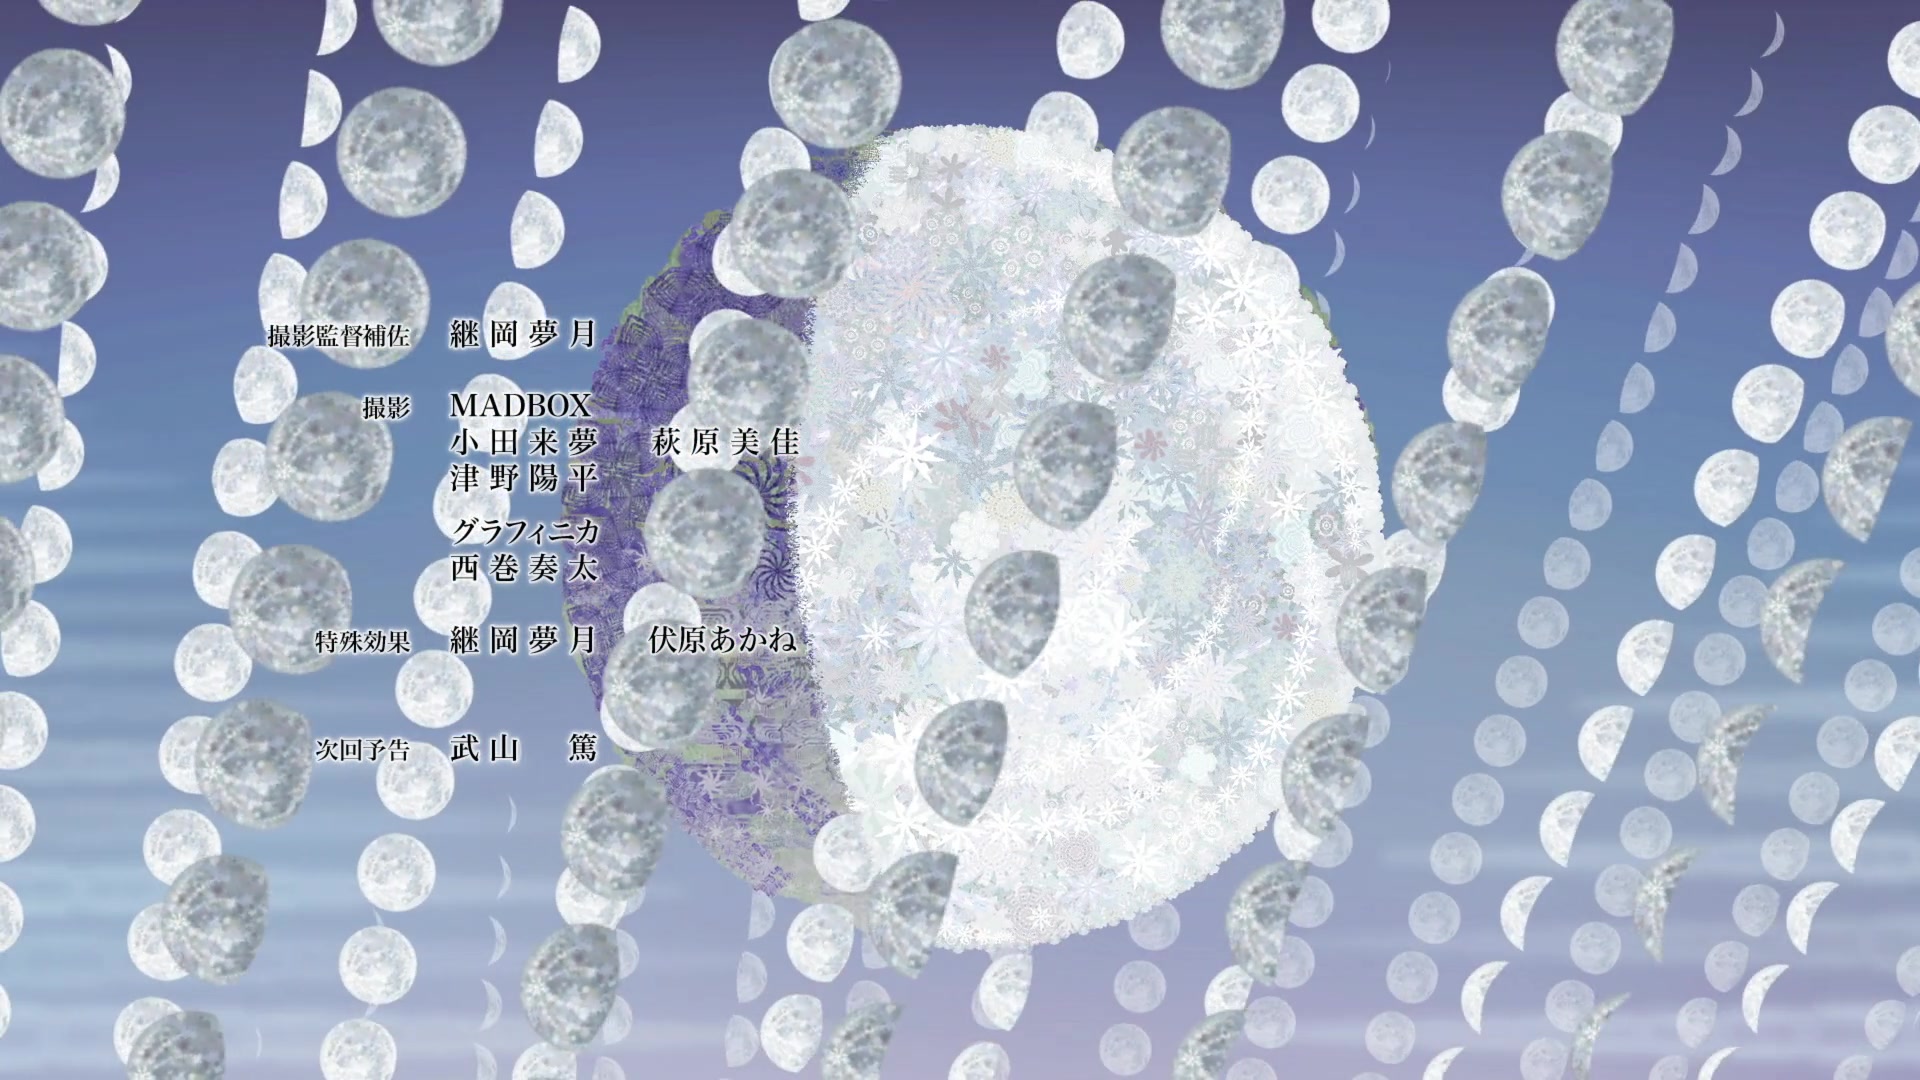 撮影監督補佐 継岡夢月
撮影 MADBOX
小田来夢 萩原美佳
津野陽平
グラフィニカ
西巻奏太
特殊効果 継岡夢月 伏原あかね
次回予告 武山 篤